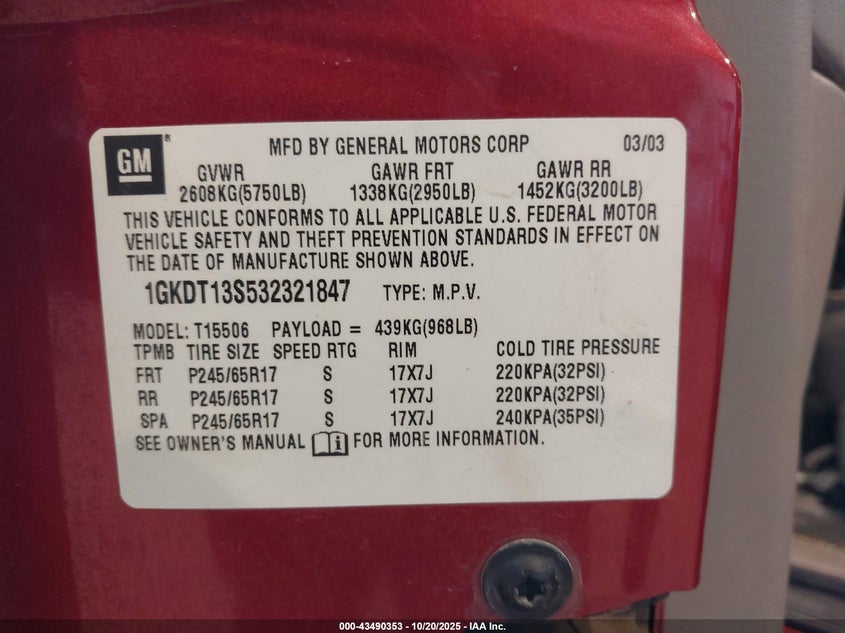 GM ® MFD BY GENERAL MOTORS CORP 03/03
GVWR GAWR FRT GAWR RR
2608KG(5750LB) 1338KG(2950LB) 1452KG(3200LB)
THIS VEHICLE CONFORMS TO ALL APPLICABLE U.S. FEDERAL MOTOR
VEHICLE SAFETY AND THEFT PREVENTION STANDARDS IN EFFECT ON
THE DATE OF MANUFACTURE SHOWN ABOVE.
1GKDT13S532321847 TYPE: M.P.V.
MODEL: T15506 PAYLOAD = 439KG(968LB)
TPMB TIRE SIZE SPEED RTG RIM COLD TIRE PRESSURE
FRT P245/65R17 S 17X7J 220KPA(32PSI)
RR P245/65R17 S 17X7J 220KPA(32PSI)
SPA P245/65R17 S 17X7J 240KPA(35PSI)
SEE OWNER'S MANUAL i FOR MORE INFORMATION.
000-43490353 | 10/20/2025 | IAA Inc.